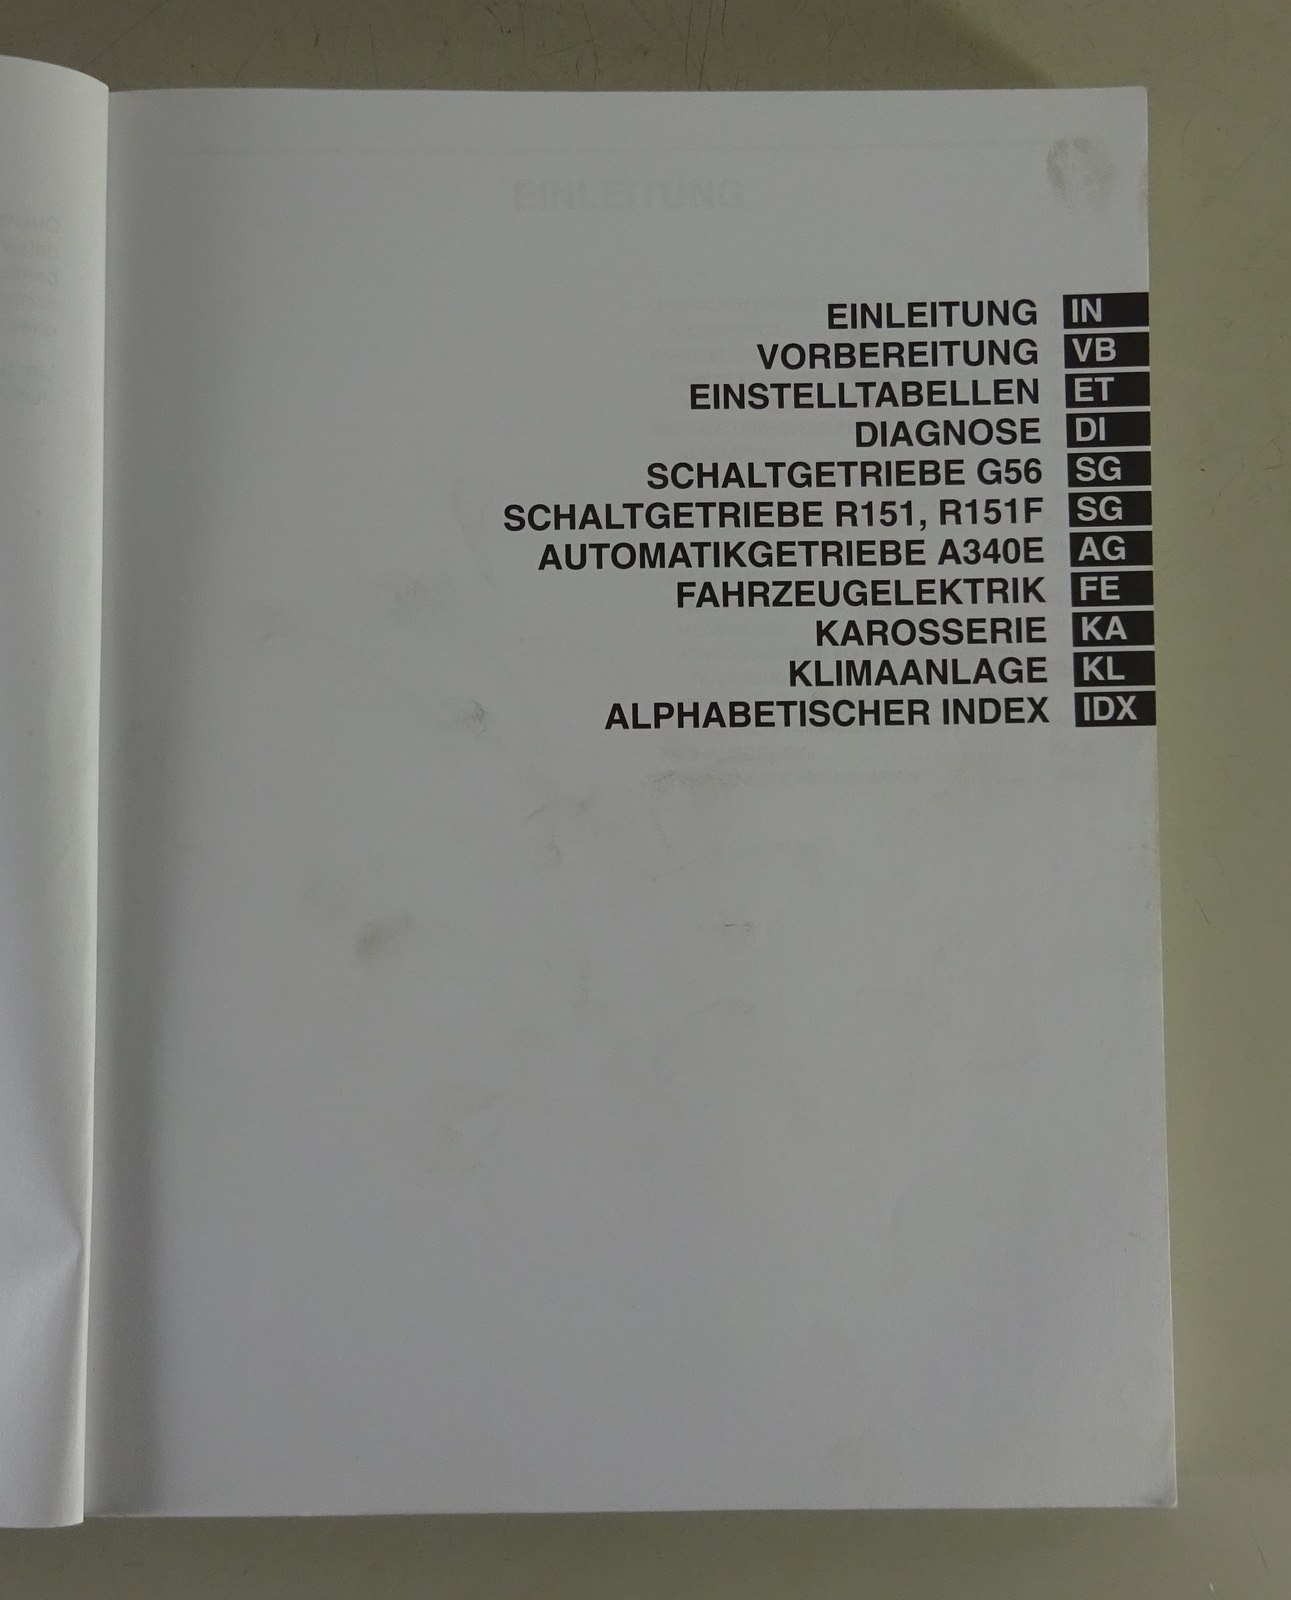 EINLEITUNG
EINLEITUNG IN
VORBEREITUNG VB
EINSTELLTABELLEN ET
DIAGNOSE DI
SCHALTGETRIEBE G56 SG
SCHALTGETRIEBE R151, R151F SG
AUTOMATIKGETRIEBE A340E AG
FAHRZEUGELEKTRIK FE
KAROSSERIE KA
KLIMAANLAGE KL
ALPHABETISCHER INDEX IDX